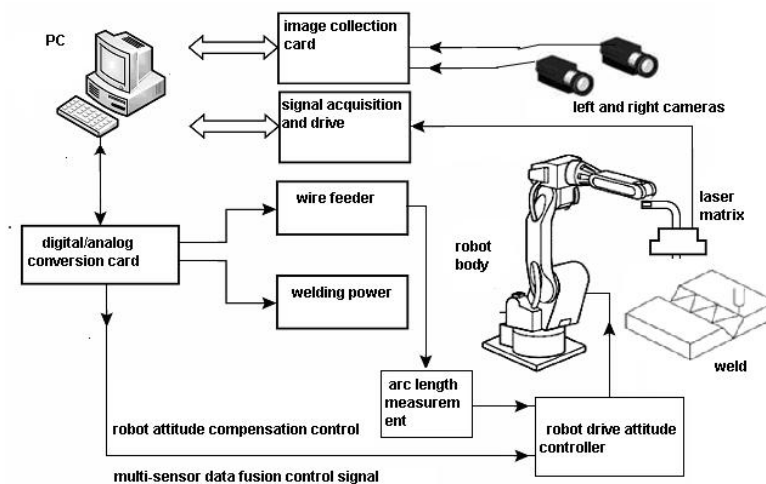 PC
image collection
card
left and right cameras
signal acquisition
and drive
laser
matrix
wire feeder
robot
body
digital/analog
conversion card
welding power
weld
arc length
measurem
ent
robot attitude compensation control
robot drive attitude
controller
multi-sensor data fusion control signal